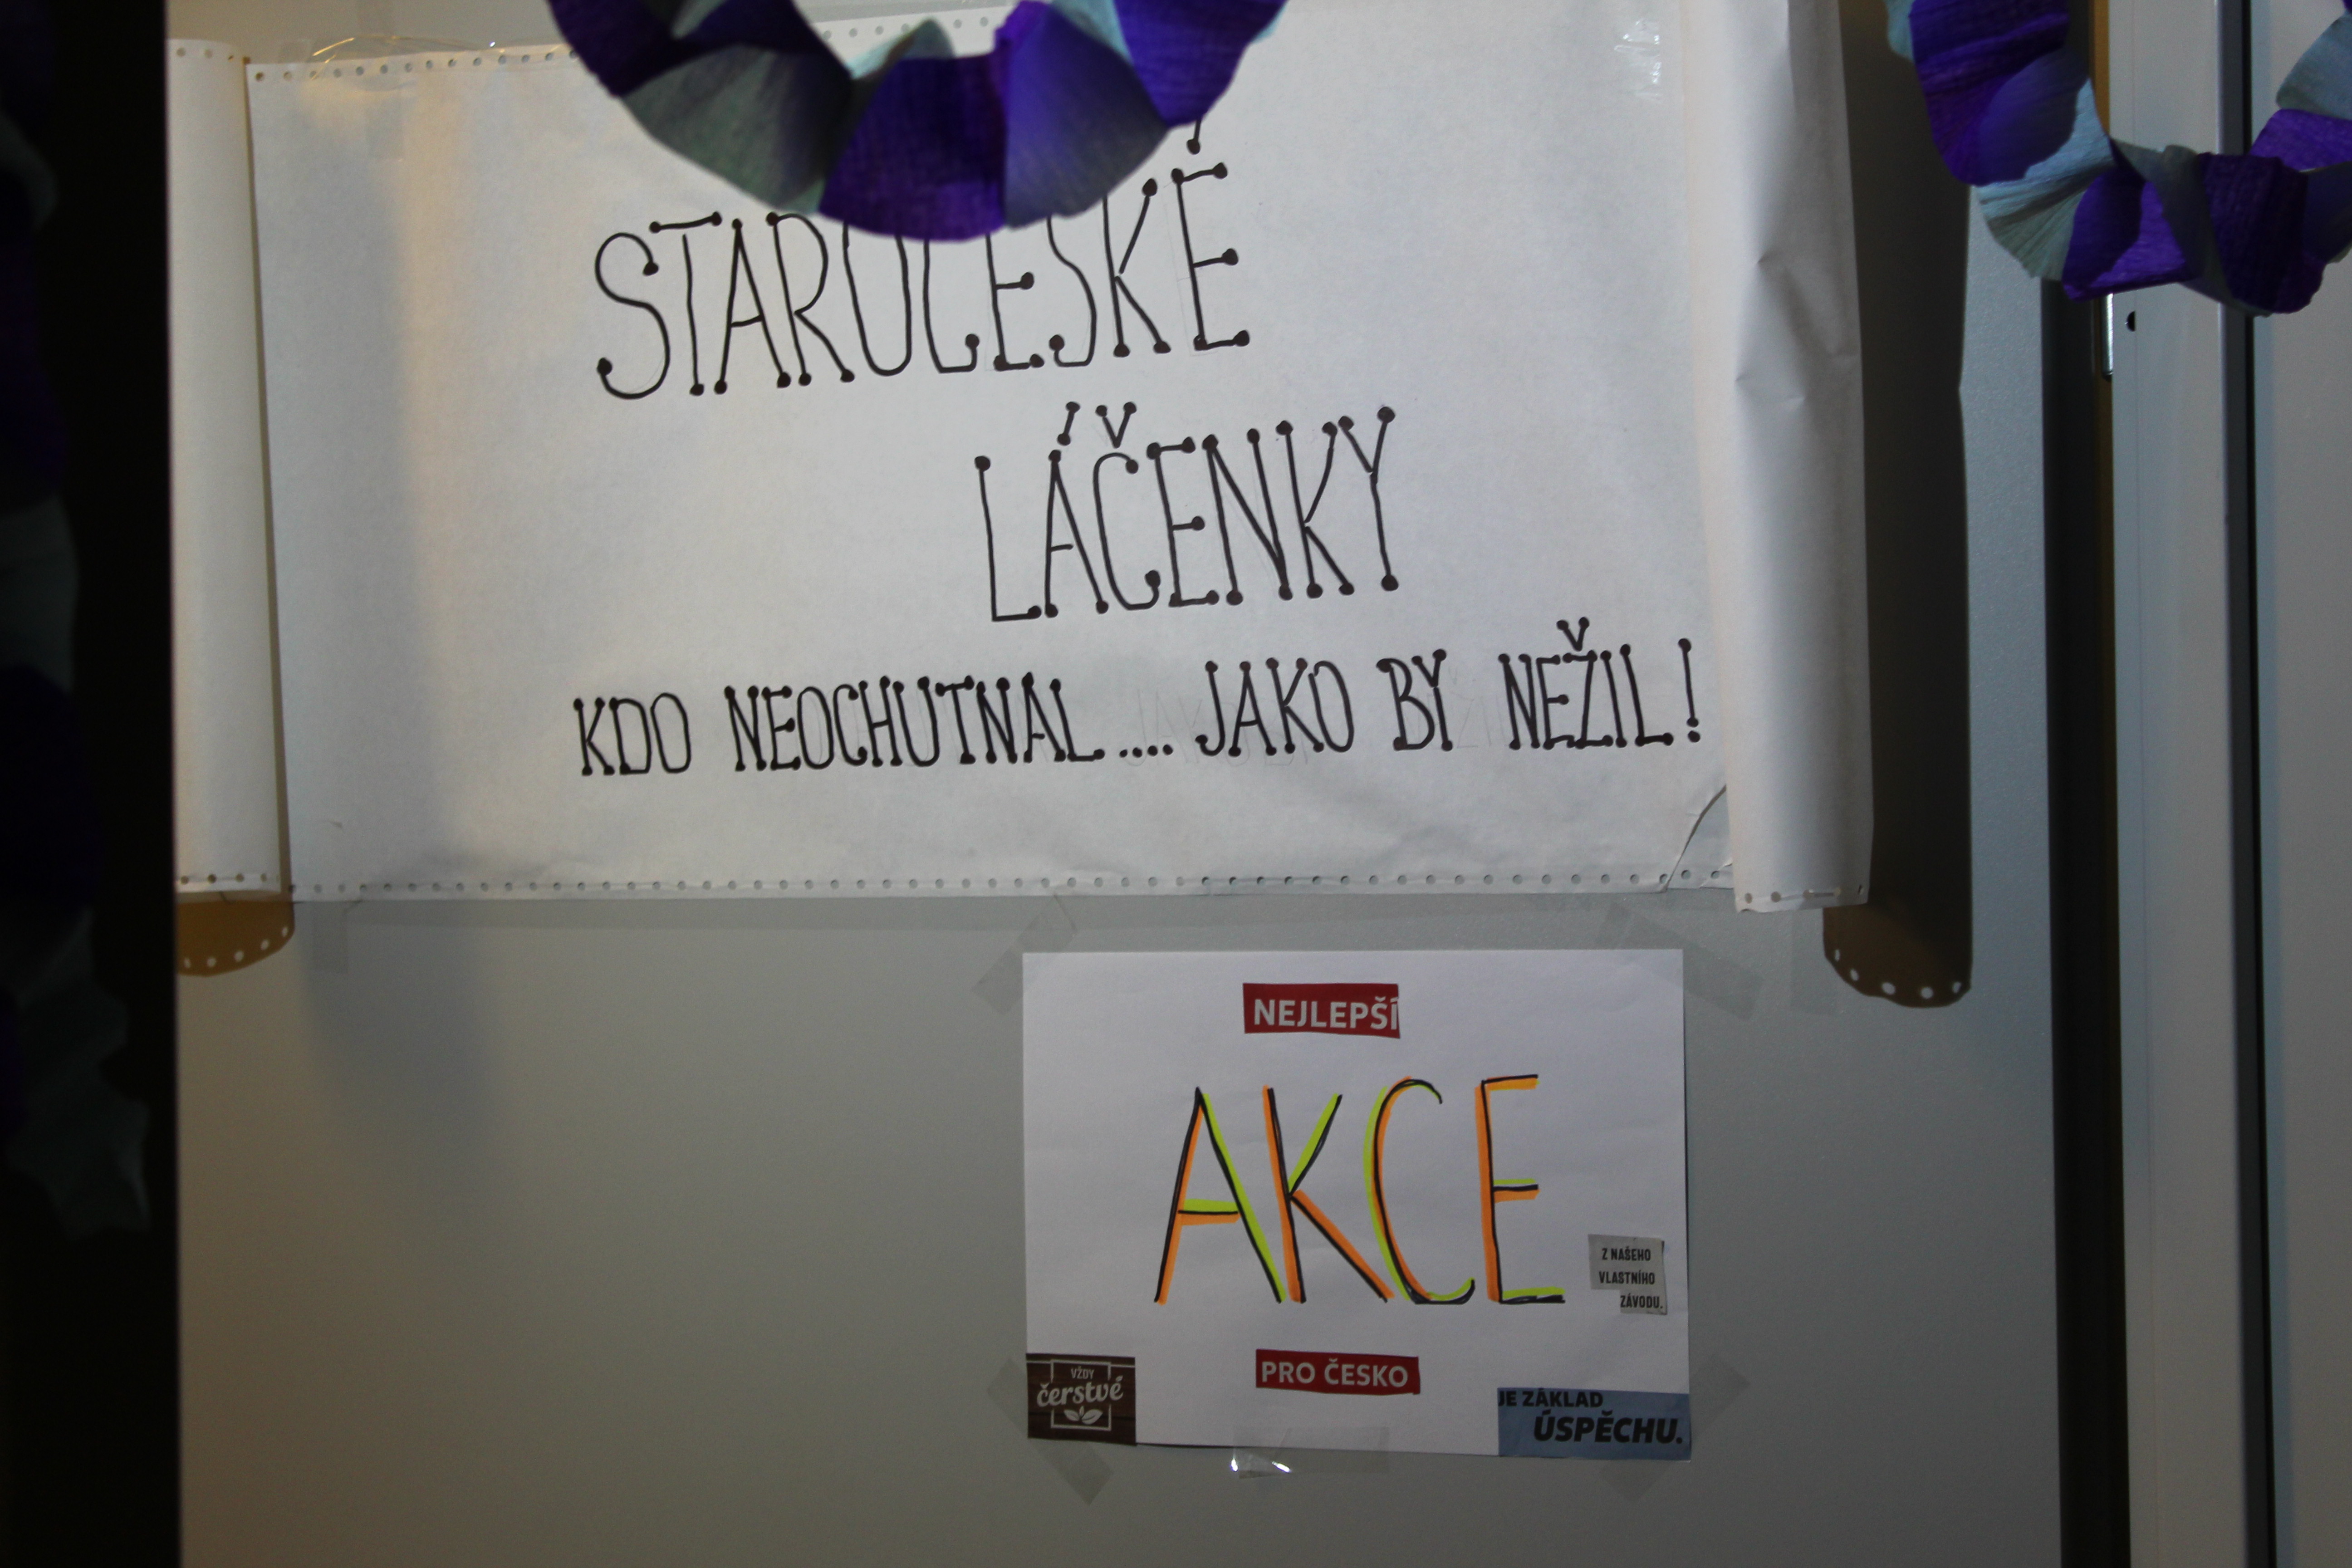 STAROČESKÉ
LÁČENKY
KDO NEOCHUTNAL.... JAKO BY NEŽIL!
NEJLEPŠÍ
AKCE
Z NAŠEHO
VLASTNÍHO
ZÁVODU.
PRO ČESKO
VŽDY
čerstvé
JE ZÁKLAD
ÚSPĚCHU.